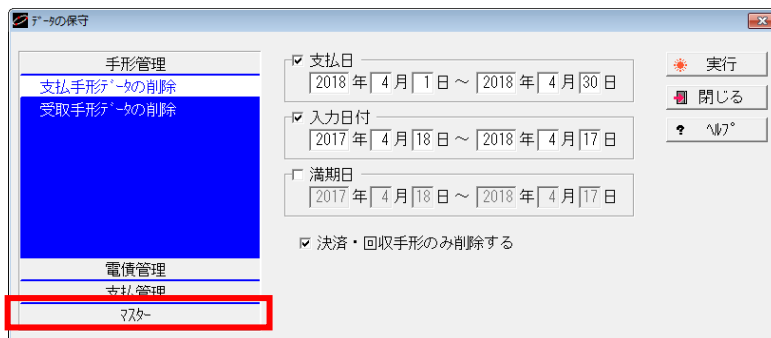 データの保守
手形管理
支払手形データの削除
受取手形データの削除
電債管理
支払管理
マスター
支払日
2018 年 4 月 1 日 ～ 2018 年 4 月 30 日
入力日付
2017 年 4 月 18 日 ～ 2018 年 4 月 17 日
満期日
2017 年 4 月 18 日 ～ 2018 年 4 月 17 日
決済・回収手形のみ削除する
実行
閉じる
? ヘルプ